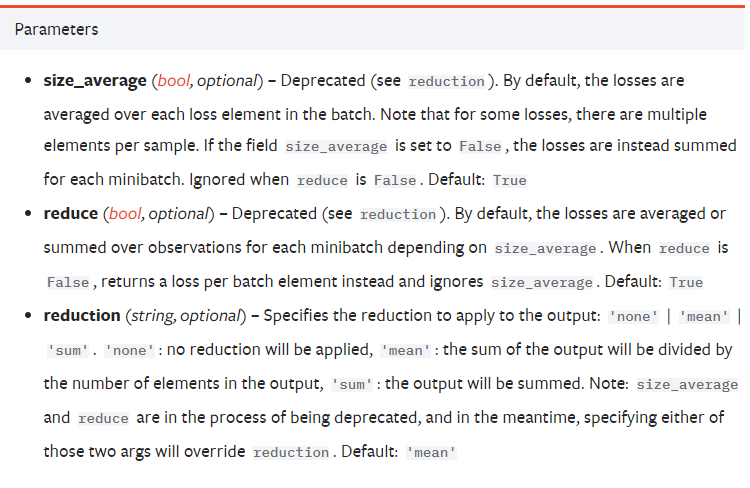 Parameters
• size_average (bool, optional) – Deprecated (see reduction ). By default, the losses are
averaged over each loss element in the batch. Note that for some losses, there are multiple
elements per sample. If the field size_average is set to False , the losses are instead summed
for each minibatch. Ignored when reduce is False . Default: True
• reduce (bool, optional) – Deprecated (see reduction ). By default, the losses are averaged or
summed over observations for each minibatch depending on size_average . When reduce is
False , returns a loss per batch element instead and ignores size_average . Default: True
• reduction (string, optional) – Specifies the reduction to apply to the output: 'none' | 'mean' |
'sum' . 'none' : no reduction will be applied, 'mean' : the sum of the output will be divided by
the number of elements in the output, 'sum' : the output will be summed. Note: size_average
and reduce are in the process of being deprecated, and in the meantime, specifying either of
those two args will override reduction . Default: 'mean'